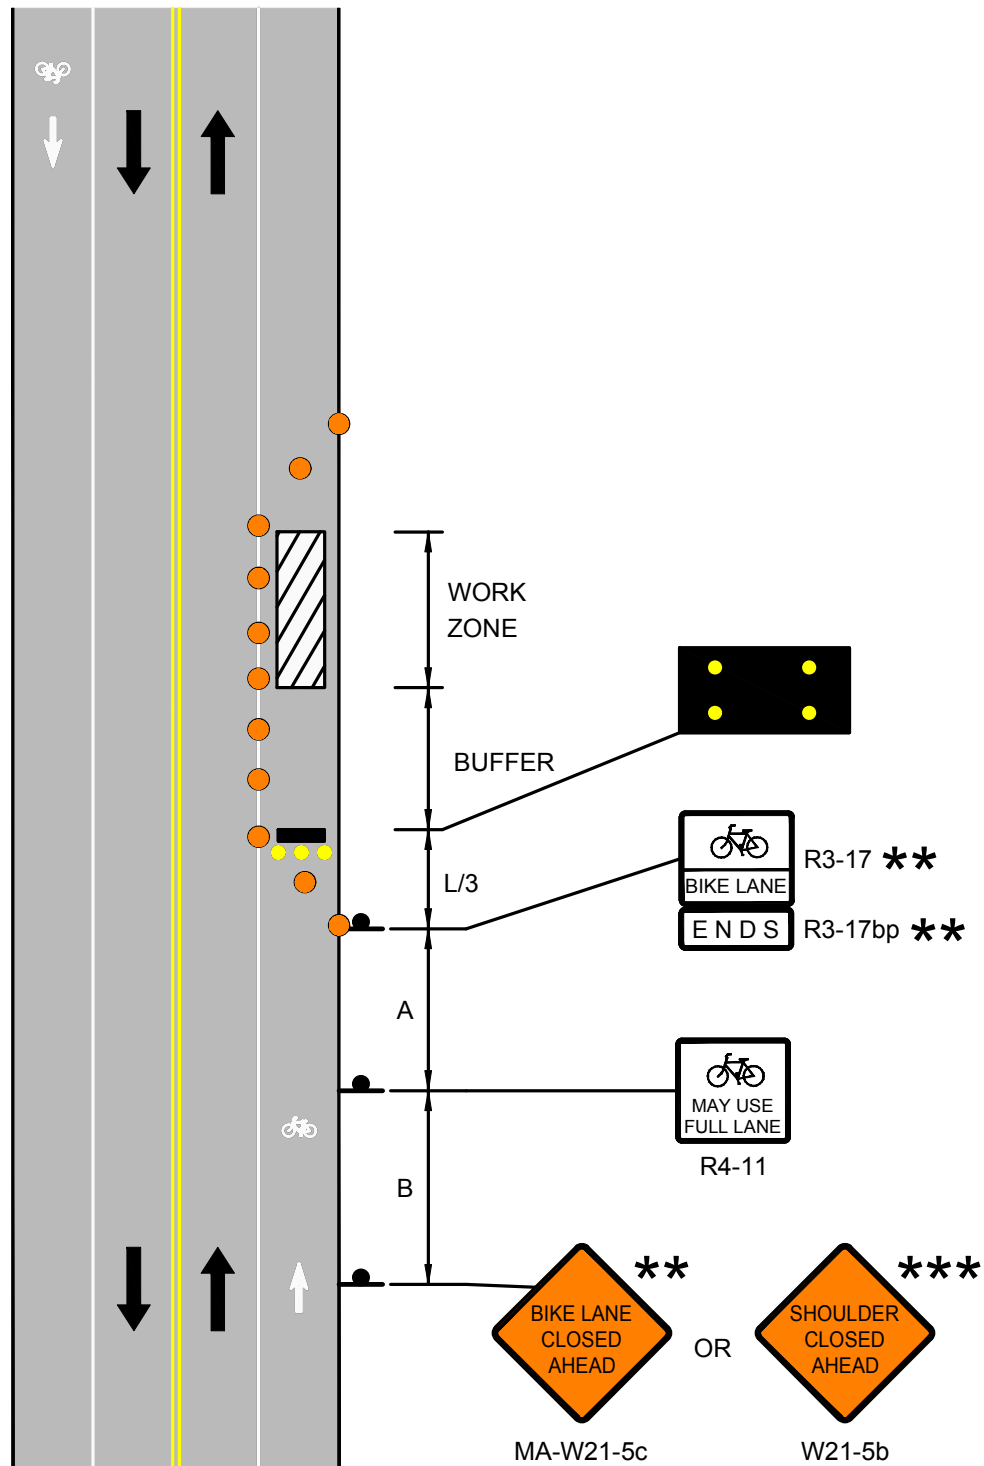 WORK
ZONE
BUFFER
BIKE LANE
R3-17 **
L/3
E N D S
R3-17bp **
A
MAY USE
FULL LANE
R4-11
B
**
***
BIKE LANE
CLOSED
AHEAD
OR
SHOULDER
CLOSED
AHEAD
MA-W21-5c
W21-5b